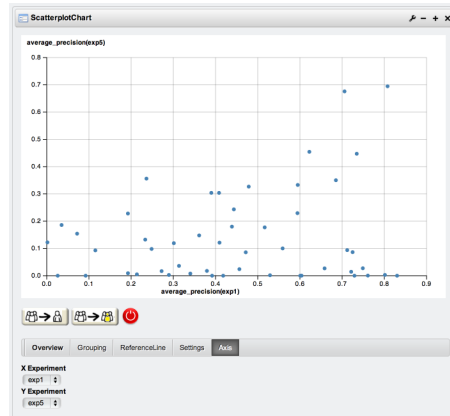 ScatterplotChart
average_precision(exp5)
0.8
0.7
0.6
0.5
0.4
0.3
0.2
0.1
0.0
0.0 0.1 0.2 0.3 0.4 0.5 0.6 0.7 0.8 0.9
average_precision(exp1)
Overview Grouping ReferenceLine Settings Axis
X Experiment
exp1
Y Experiment
exp5